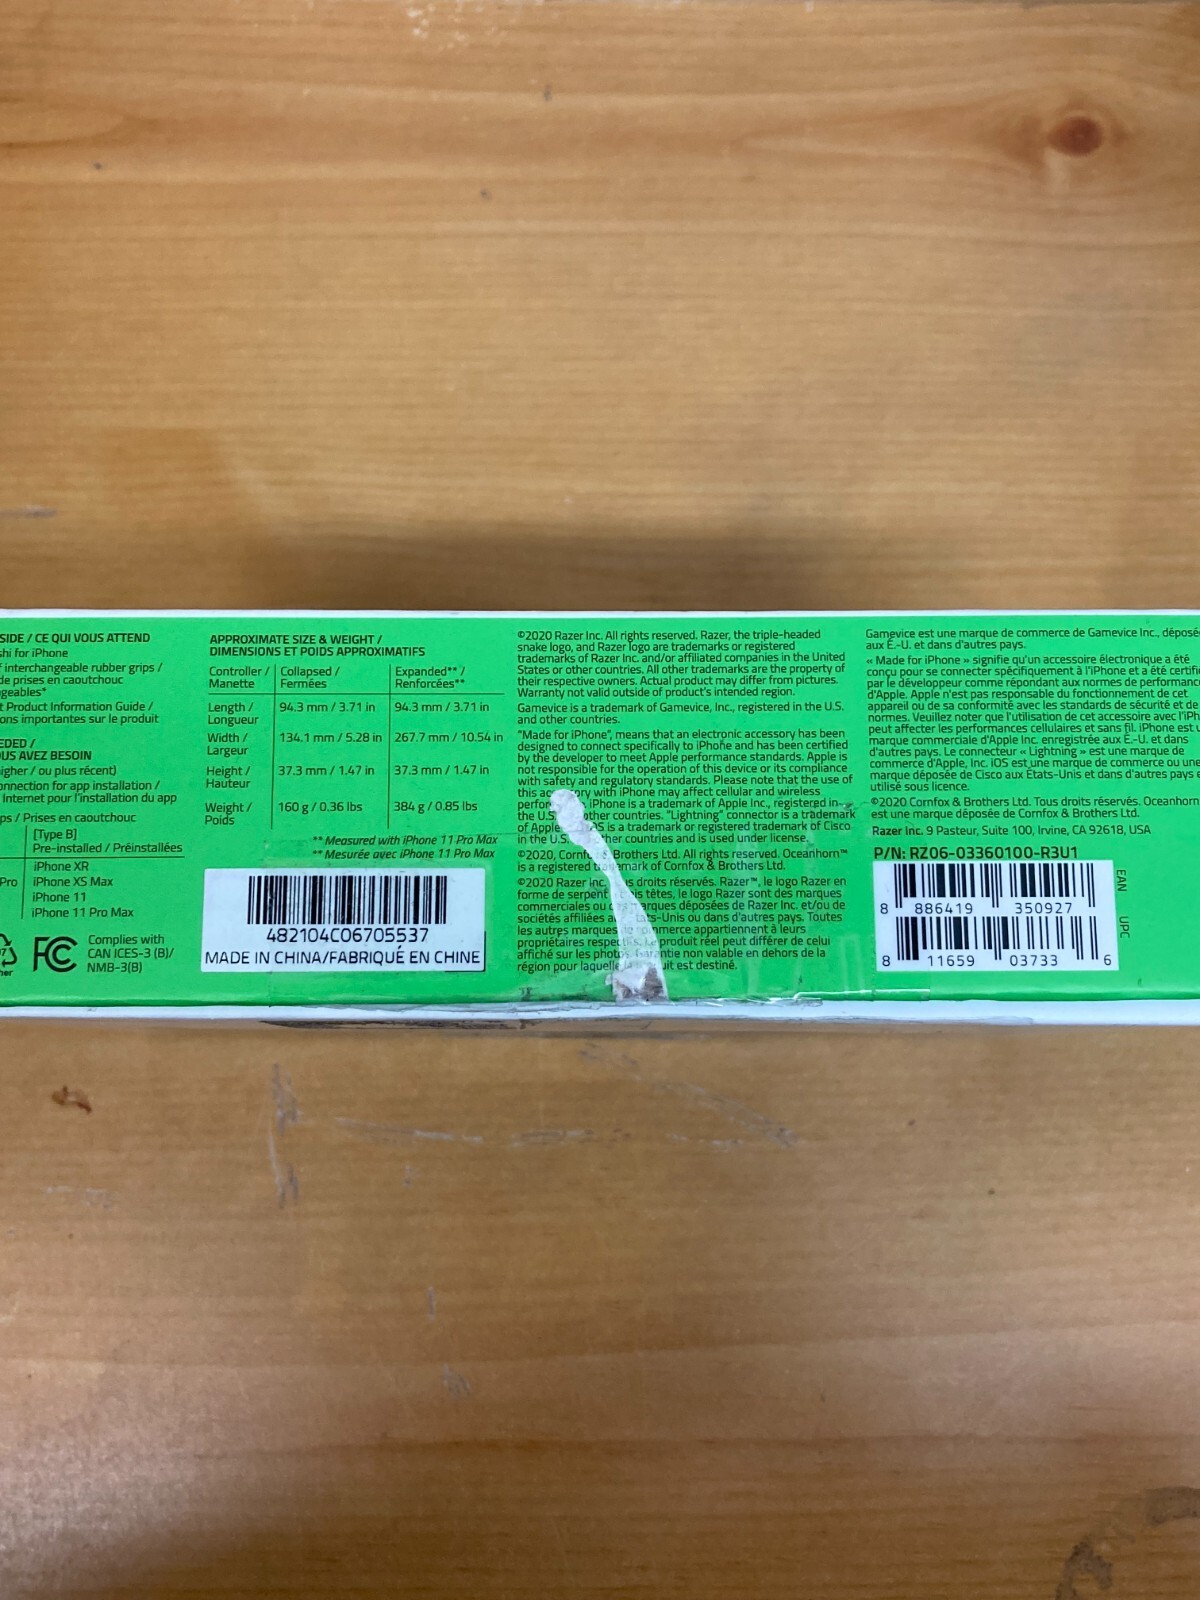 SIDE / CE QUI VOUS ATTEND
shi for iPhone
f interchangeable rubber grips /
de prises en caoutchouc
geables*
t Product Information Guide /
ons importantes sur le produit
EDED /
US AVEZ BESOIN
igher / ou plus récent)
onnection for app installation /
Internet pour l'installation du app
ps / Prises en caoutchouc
[Type B]
Pre-installed / Préinstallées
iPhone XR
Pro iPhone XS Max
iPhone 11
iPhone 11 Pro Max
FC
Complies with
CAN ICES-3 (B)/
NMB-3(B)
APPROXIMATE SIZE & WEIGHT /
DIMENSIONS ET POIDS APPROXIMATIFS
Controller / Collapsed / Expanded** /
Manette Fermées Renforcées**
Length / 94.3 mm / 3.71 in 94.3 mm / 3.71 in
Longueur
Width / 134.1 mm / 5.28 in 267.7 mm / 10.54 in
Largeur
Height / 37.3 mm / 1.47 in 37.3 mm / 1.47 in
Hauteur
Weight / 160 g / 0.36 lbs 384 g / 0.85 lbs
Poids
** Measured with iPhone 11 Pro Max
** Mesurée avec iPhone 11 Pro Max
482104C06705537
MADE IN CHINA/FABRIQUÉ EN CHINE
©2020 Razer Inc. All rights reserved. Razer, the triple-headed
snake logo, and Razer logo are trademarks or registered
trademarks of Razer Inc. and/or affiliated companies in the United
States or other countries. All other trademarks are the property of
their respective owners. Actual product may differ from pictures.
Warranty not valid outside of product's intended region.
Gamevice is a trademark of Gamevice, Inc., registered in the U.S.
and other countries.
"Made for iPhone", means that an electronic accessory has been
designed to connect specifically to iPhone and has been certified
by the developer to meet Apple performance standards. Apple is
not responsible for the operation of this device or its compliance
with safety and regulatory standards. Please note that the use of
this ac ry with iPhone may affect cellular and wireless
perfor iPhone is a trademark of Apple Inc., registered in
the U.S. other countries. "Lightning" connector is a trademark
of Apple OS is a trademark or registered trademark of Cisco
in the U.S. her countries and is used under license.
©2020, Cornf & Brothers Ltd. All rights reserved. Oceanhorn™
is a registered trademark of Cornfox & Brothers Ltd.
©2020 Razer Inc. us droits réservés. Razer™, le logo Razer en
forme de serpent is têtes, le logo Razer sont des marques
commerciales ou arques déposées de Razer Inc. et/ou de
sociétés affiliées a tats-Unis ou dans d'autres pays. Toutes
les autres marques commerce appartiennent à leurs
propriétaires respectifs. Le produit réel peut différer de celui
affiché sur les photos. Garantie non valable en dehors de la
région pour laquelle uit est destiné.
Gamevice est une marque de commerce de Gamevice Inc., déposé
aux É.-U. et dans d'autres pays.
« Made for iPhone » signifie qu'un accessoire électronique a été
conçu pour se connecter spécifiquement à l'iPhone et a été certifi
par le développeur comme répondant aux normes de performanc
d'Apple. Apple n'est pas responsable du fonctionnement de cet
appareil ou de sa conformité avec les standards de sécurité et de
normes. Veuillez noter que l'utilisation de cet accessoire avec l'iPh
peut affecter les performances cellulaires et sans fil. iPhone est u
marque commerciale d'Apple Inc. enregistrée aux É.-U. et dans
d'autres pays. Le connecteur « Lightning » est une marque de
commerce d'Apple, Inc. iOS est une marque de commerce ou une
marque déposée de Cisco aux États-Unis et dans d'autres pays e
utilisé sous licence.
©2020 Cornfox & Brothers Ltd. Tous droits réservés. Oceanhorn
est une marque déposée de Cornfox & Brothers Ltd.
Razer Inc. 9 Pasteur, Suite 100, Irvine, CA 92618, USA
P/N: RZ06-03360100-R3U1
8 886419 350927
EAN
8 11659 03733 6
UPC